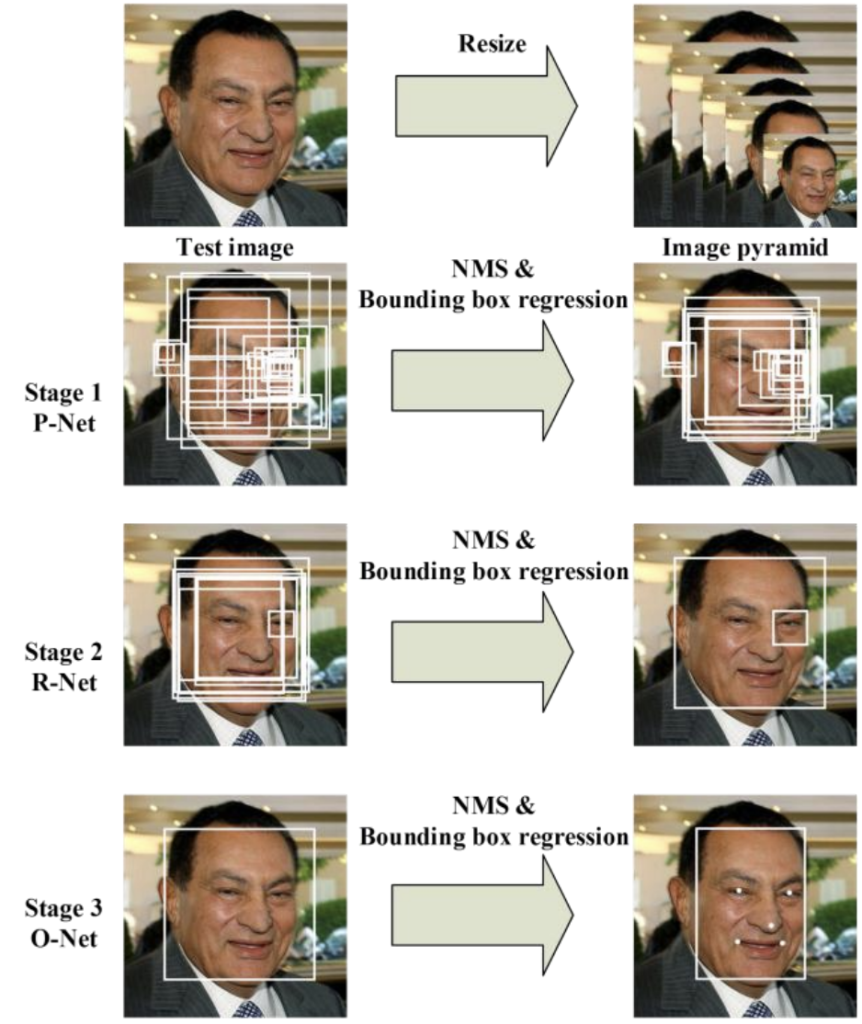 Resize
Test image
Image pyramid
NMS &
Bounding box regression
Stage 1
P-Net
NMS &
Bounding box regression
Stage 2
R-Net
NMS &
Bounding box regression
Stage 3
O-Net